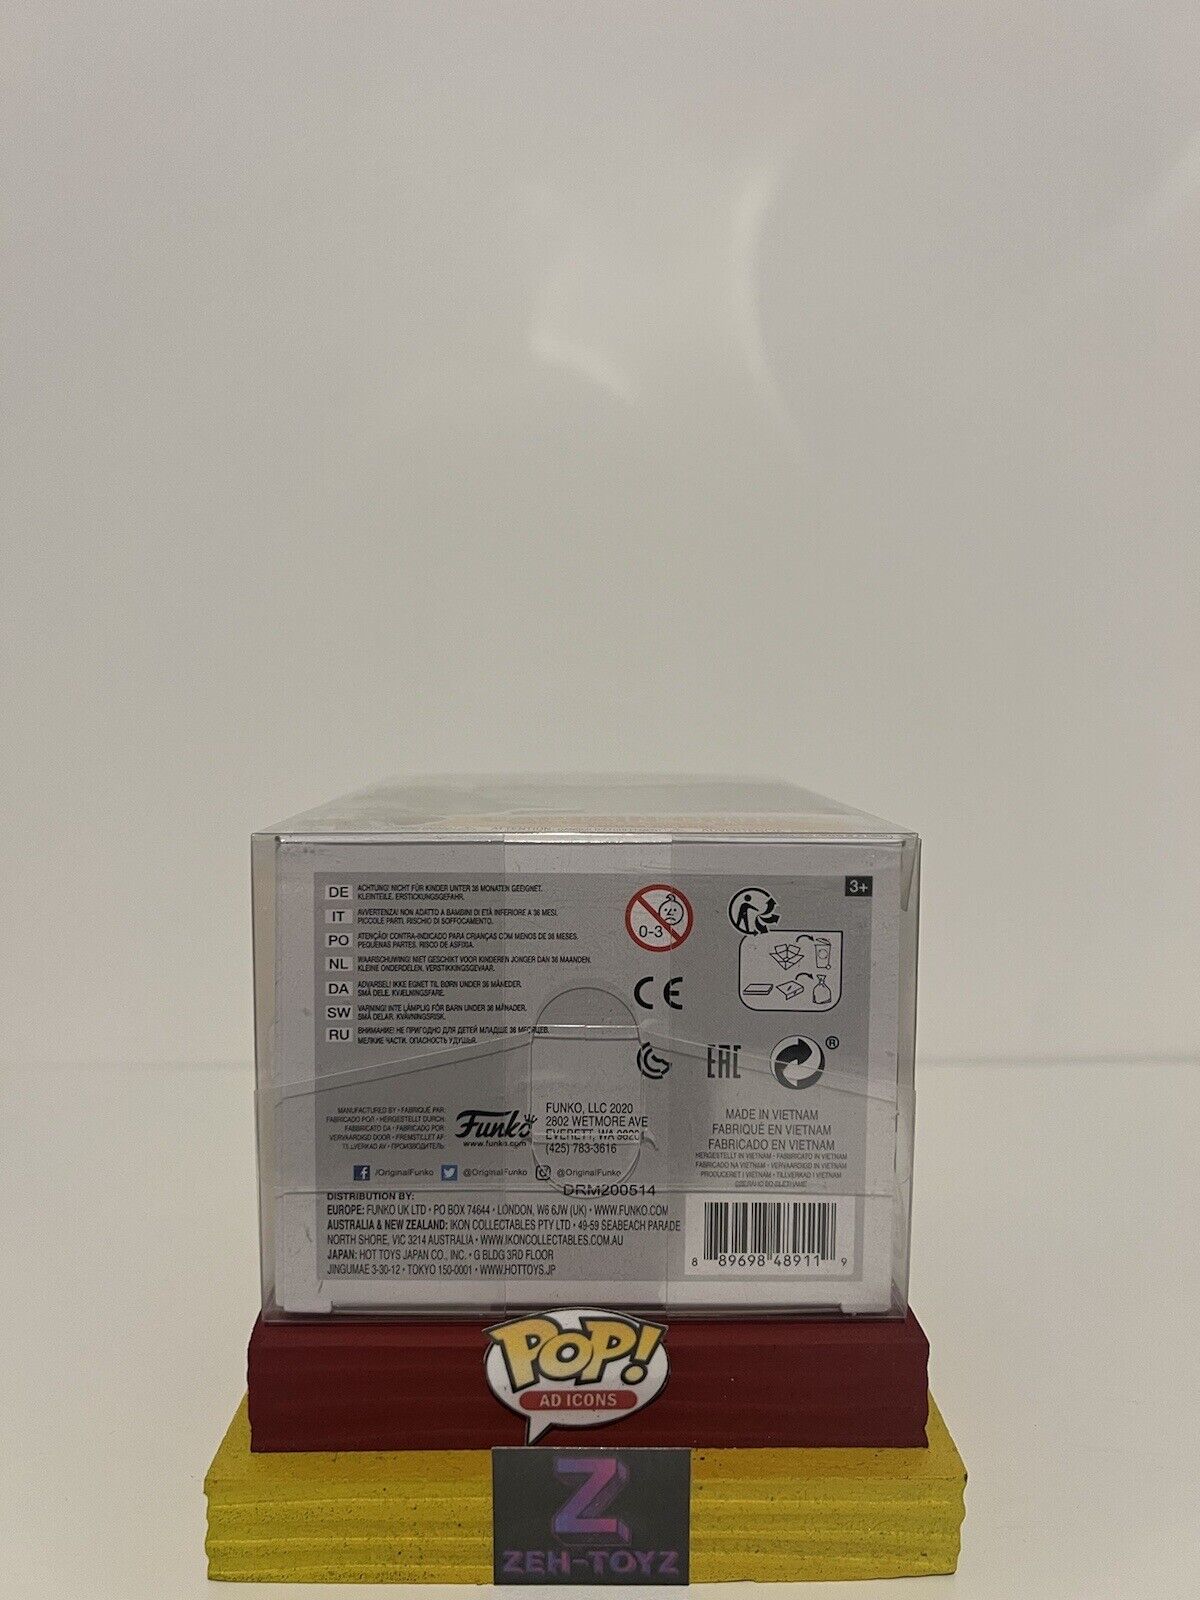 3+
DE ACHTUNG! NICHT FÜR KINDER UNTER 36 MONATEN GEEIGNET.
KLEINTEILE. ERSTICKUNGSGEFAHR.
IT AVVERTENZA! NON ADATTO A BAMBINI DI ETÀ INFERIORE A 36 MESI.
PICCOLE PARTI. RISCHIO DI SOFFOCAMENTO.
PO ATENÇÃO! CONTRA-INDICADO PARA CRIANÇAS COM MENOS DE 36 MESES.
PEQUENAS PARTES. RISCO DE ASFIXIA.
NL WAARSCHUWING! NIET GESCHIKT VOOR KINDEREN JONGER DAN 36 MAANDEN.
KLEINE ONDERDELEN. VERSTIKKINGSGEVAAR.
DA ADVARSEL! IKKE EGNET TIL BØRN UNDER 36 MÅNEDER.
SMÅ DELE. KVÆLNINGSFARE.
SW VARNING! INTE LÄMPLIG FÖR BARN UNDER 36 MÅNADER.
SMÅ DELAR. KVÄVNINGSRISK.
RU ВНИМАНИЕ! НЕ ПРИГОДНО ДЛЯ ДЕТЕЙ МЛАДШЕ 36 МЕСЯЦЕВ.
МЕЛКИЕ ЧАСТИ. ОПАСНОСТЬ УДУШЬЯ.
0-3
CE
EAC
®
MANUFACTURED BY • FABRIQUÉ PAR
FABRICADO POR • HERGESTELLT DURCH
FABBRICATO DA • FABRICADO POR
VERVAARDIGD DOOR • FREMSTILLET AF
TILLVERKAD AV • ПРОИЗВОДИТЕЛЬ:
Funko
www.funko.com
FUNKO, LLC 2020
2802 WETMORE AVE
EVERETT, WA 98201
(425) 783-3616
/OriginalFunko @OriginalFunko @OriginalFunko
DRM200514
MADE IN VIETNAM
FABRIQUÉ EN VIETNAM
FABRICADO EN VIETNAM
HERGESTELLT IN VIETNAM • FABBRICATO IN VIETNAM
FABRICADO NA VIETNAM • VERVAARDIGD IN VIETNAM
PRODUCERET I VIETNAM • TILLVERKAD I VIETNAM
СДЕЛАНО ВО ВЬЕТНАМЕ
DISTRIBUTION BY:
EUROPE: FUNKO UK LTD • PO BOX 74644 • LONDON, W6 6JW (UK) • WWW.FUNKO.COM
AUSTRALIA & NEW ZEALAND: IKON COLLECTABLES PTY LTD • 49-59 SEABEACH PARADE
NORTH SHORE, VIC 3214 AUSTRALIA • WWW.IKONCOLLECTABLES.COM.AU
JAPAN: HOT TOYS JAPAN CO., INC. • G BLDG 3RD FLOOR
JINGUMAE 3-30-12 • TOKYO 150-0001 • WWW.HOTTOYS.JP
8 89698 48911 9
POP!
AD ICONS
Z
ZEH-TOYZ